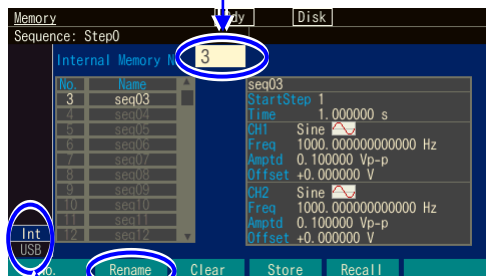 Memory dy Disk
Sequence: Step0
Internal Memory N 3
No. Name
3 seq03
4 seq04
5 seq05
6 seq06
7 seq07
8 seq08
9 seq09
10 seq10
11 seq11
12 seq12
seq03
StartStep 1
Time 1.000000 s
CH1 Sine
Freq 1000.000000000000 Hz
Amptd 0.100000 Vp-p
Offset +0.000000 V
CH2 Sine
Freq 1000.000000000000 Hz
Amptd 0.100000 Vp-p
Offset +0.000000 V
Int
USB
o. Rename Clear Store Recall